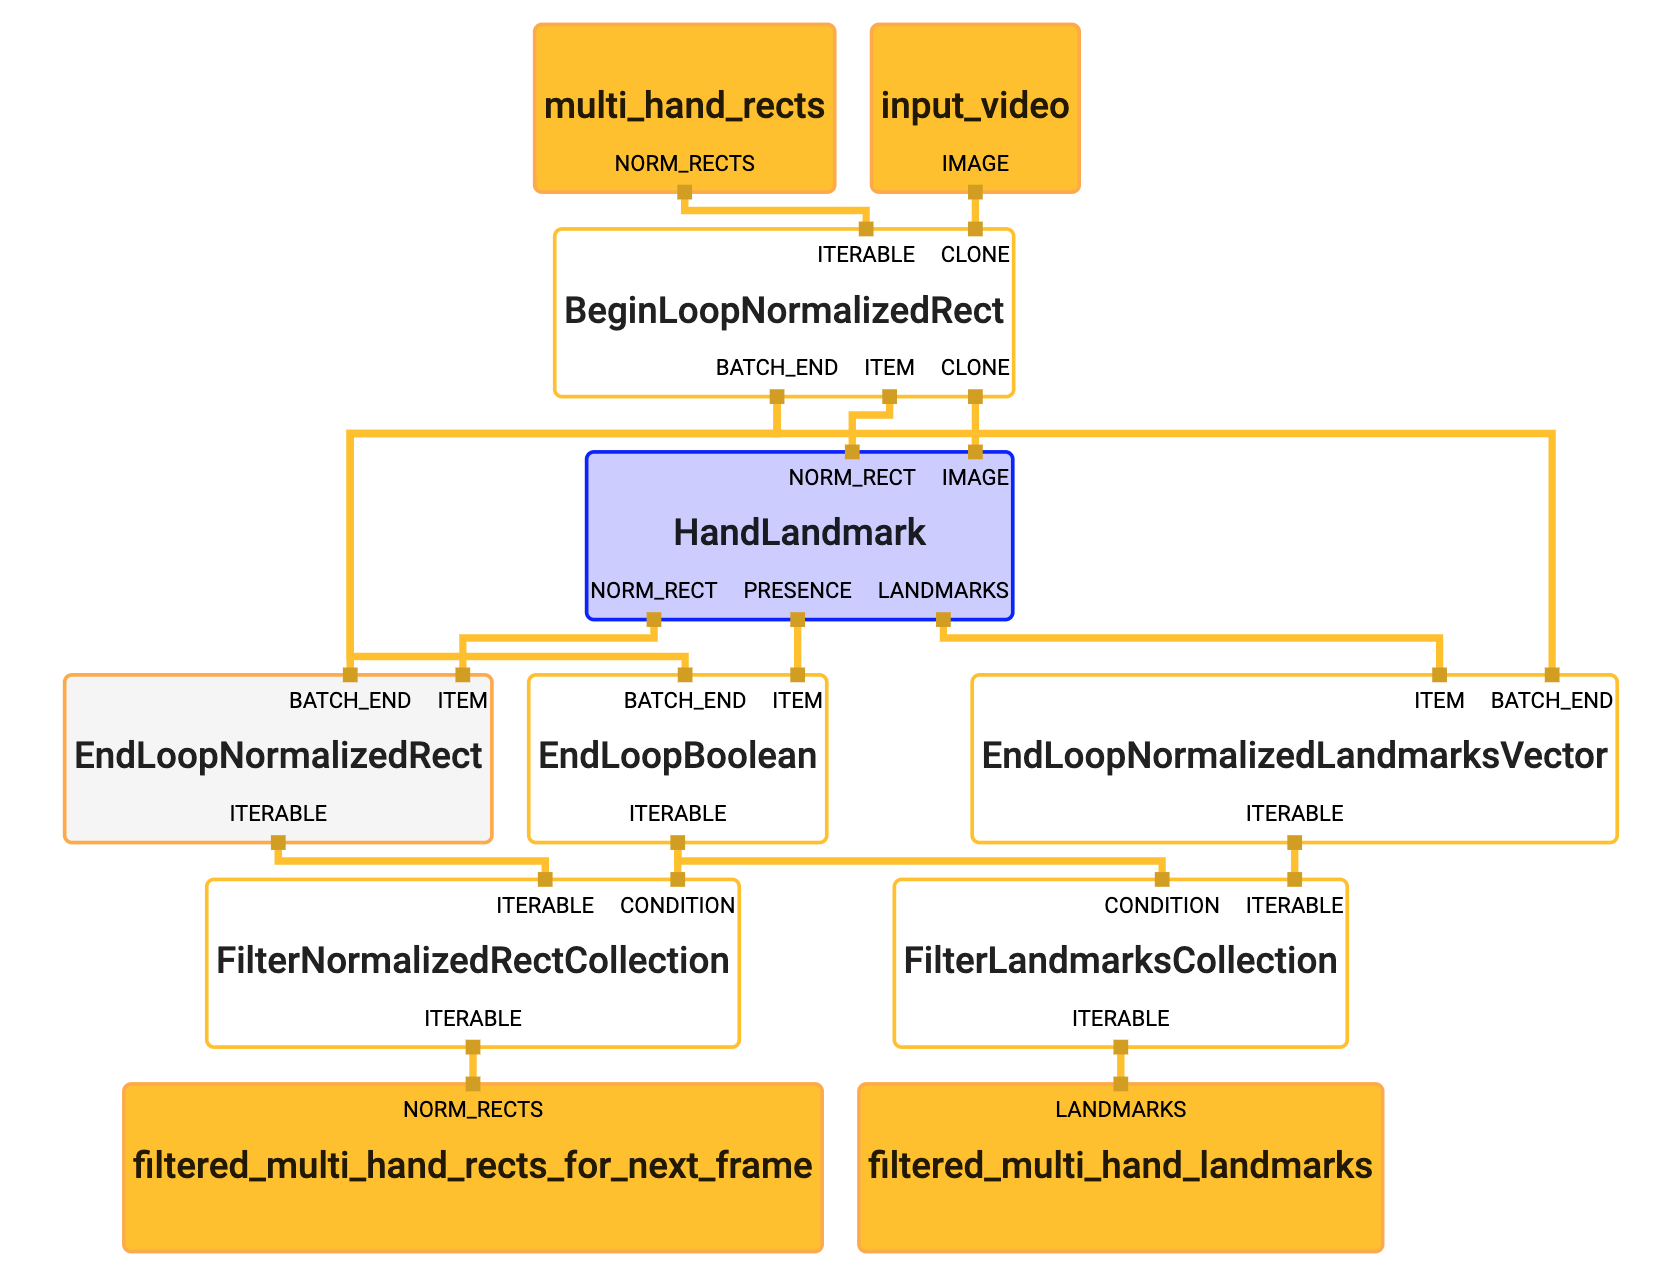 multi_hand_rects
input_video
NORM_RECTS
IMAGE
ITERABLE CLONE
BeginLoopNormalizedRect
BATCH_END ITEM CLONE
NORM_RECT IMAGE
HandLandmark
NORM_RECT PRESENCE LANDMARKS
BATCH_END ITEM
EndLoopNormalizedRect
ITERABLE
BATCH_END ITEM
EndLoopBoolean
ITERABLE
ITEM BATCH_END
EndLoopNormalizedLandmarksVector
ITERABLE
ITERABLE CONDITION
FilterNormalizedRectCollection
ITERABLE
CONDITION ITERABLE
FilterLandmarksCollection
ITERABLE
NORM_RECTS
filtered_multi_hand_rects_for_next_frame
LANDMARKS
filtered_multi_hand_landmarks